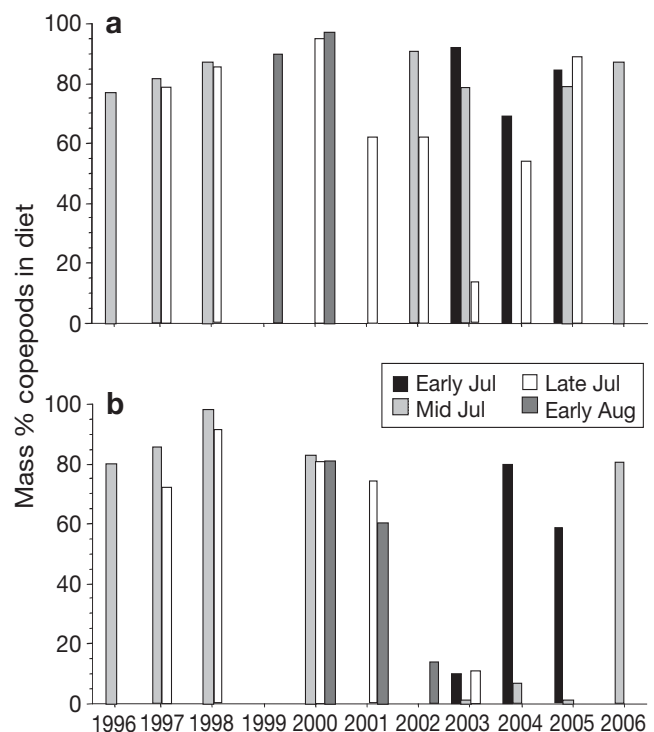 a
100
80
60
40
20
0
Mass % copepods in diet
Early Jul
Late Jul
Mid Jul
Early Aug
b
100
80
60
40
20
0
1996 1997 1998 1999 2000 2001 2002 2003 2004 2005 2006